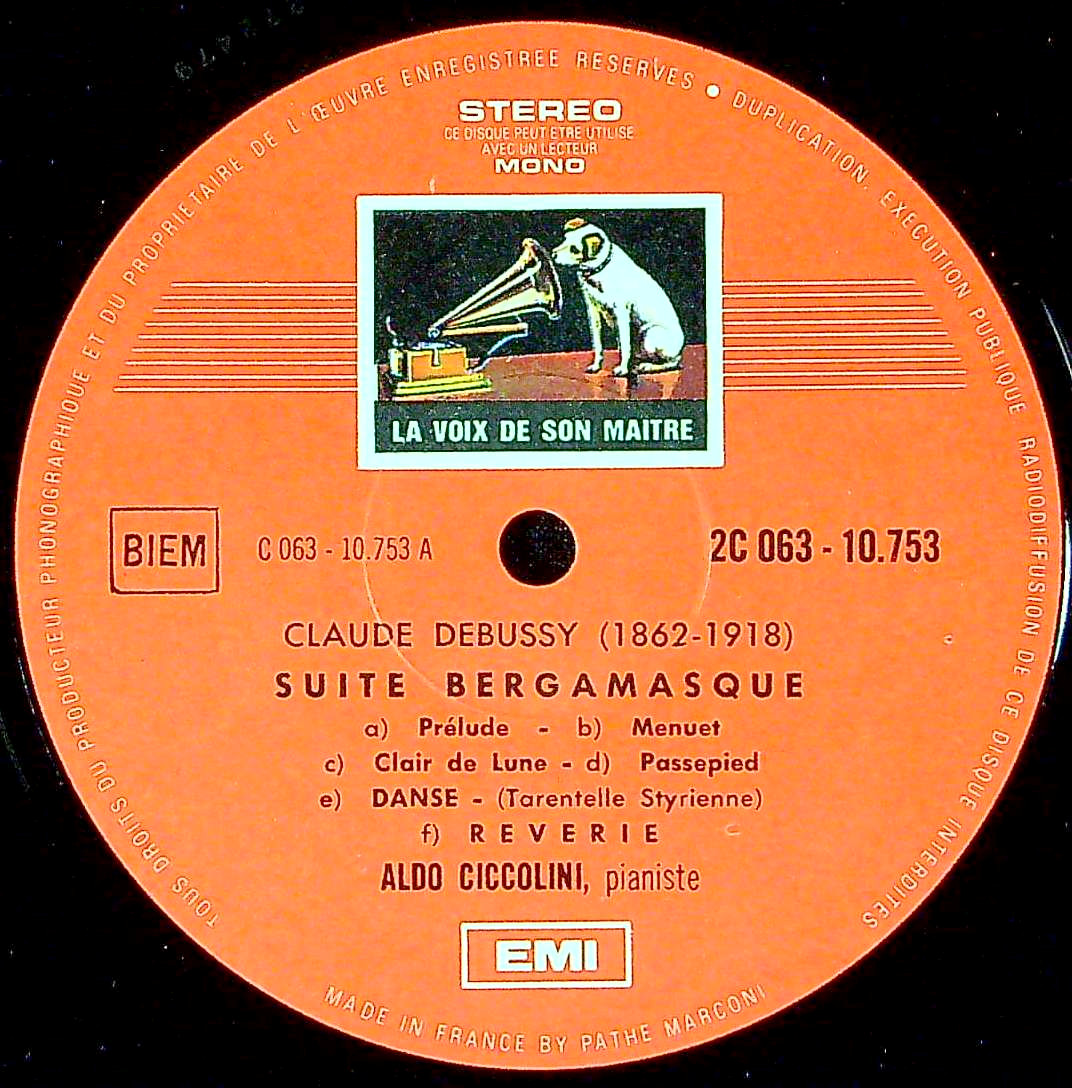 TOUS DROITS DU PRODUCTEUR PHONOGRAPHIQUE ET DU PROPRIETAIRE DE L'ŒUVRE ENREGISTREE RESERVES • DUPLICATION. EXECUTION PUBLIQUE RADIODIFFUSION DE CE DISQUE INTERDITES
STEREO
CE DISQUE PEUT ETRE UTILISE
AVEC UN LECTEUR
MONO
LA VOIX DE SON MAITRE
BIEM C 063 - 10.753 A 2C 063 - 10.753
CLAUDE DEBUSSY (1862-1918)
SUITE BERGAMASQUE
a) Prélude - b) Menuet
c) Clair de Lune - d) Passepied
e) DANSE - (Tarentelle Styrienne)
f) REVERIE
ALDO CICCOLINI, pianiste
EMI
MADE IN FRANCE BY PATHE MARCONI